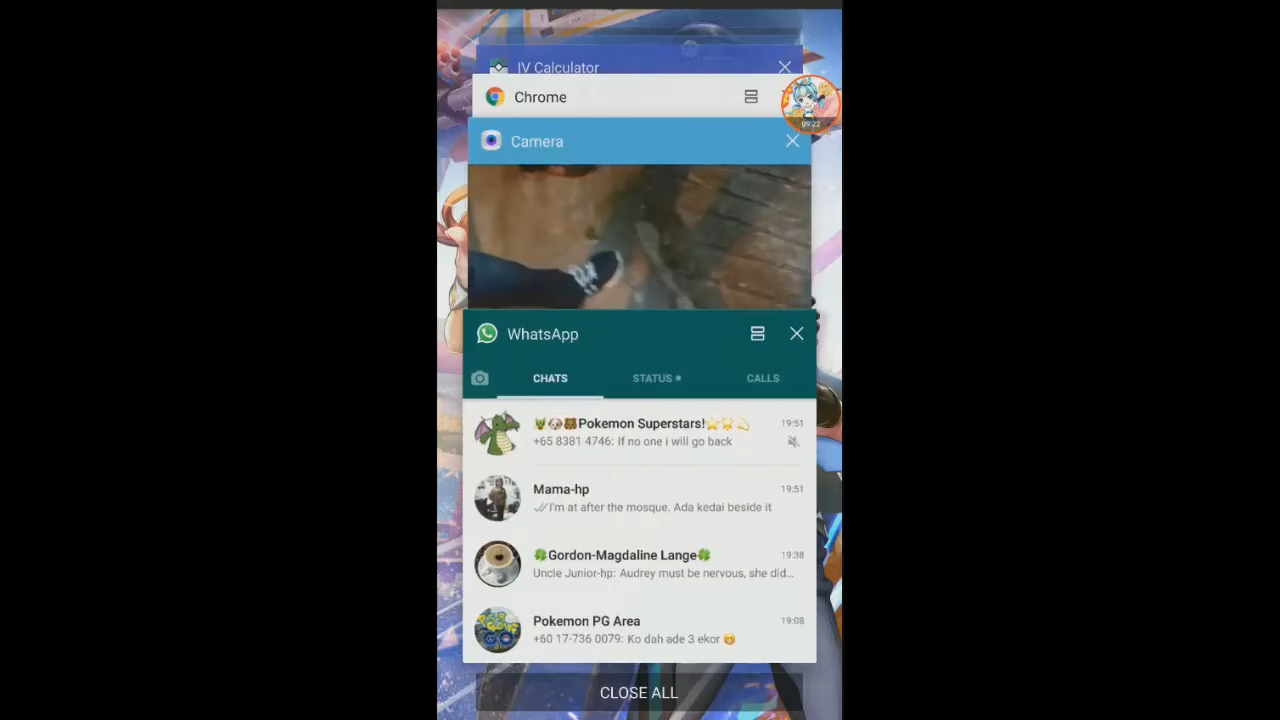 IV Calculator
Chrome
09:22
Camera
WhatsApp
CHATS
STATUS
CALLS
Pokemon Superstars!
19:51
+65 8381 4746: If no one i will go back
Mama-hp
19:51
I'm at after the mosque. Ada kedai beside it
Gordon-Magdaline Lange
19:38
Uncle Junior-hp: Audrey must be nervous, she did...
Pokemon PG Area
19:08
+60 17-736 0079: Ko dah ade 3 ekor
CLOSE ALL